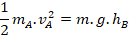 1/2 m_A.v_A^2 = m.g.h_B